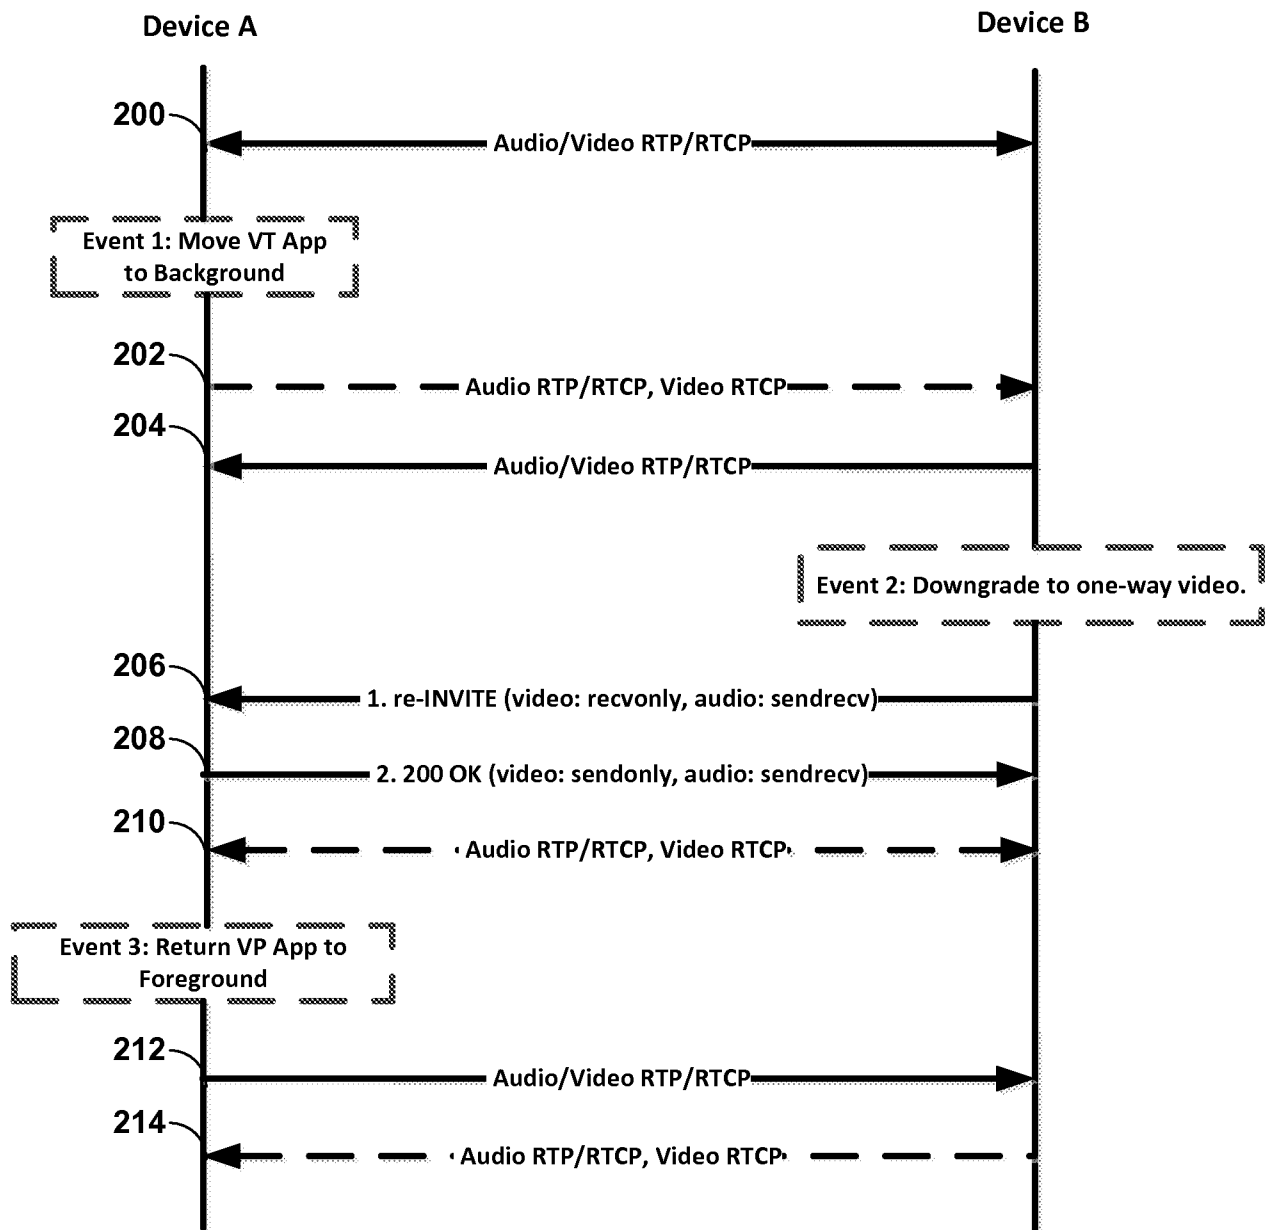 Device A
Device B
200
Audio/Video RTP/RTCP
Event 1: Move VT App
to Background
202
Audio RTP/RTCP, Video RTCP
204
Audio/Video RTP/RTCP
Event 2: Downgrade to one-way video.
206
1. re-INVITE (video: recvonly, audio: sendrecv)
208
2. 200 OK (video: sendonly, audio: sendrecv)
210
Audio RTP/RTCP, Video RTCP
Event 3: Return VP App to
Foreground
212
Audio/Video RTP/RTCP
214
Audio RTP/RTCP, Video RTCP